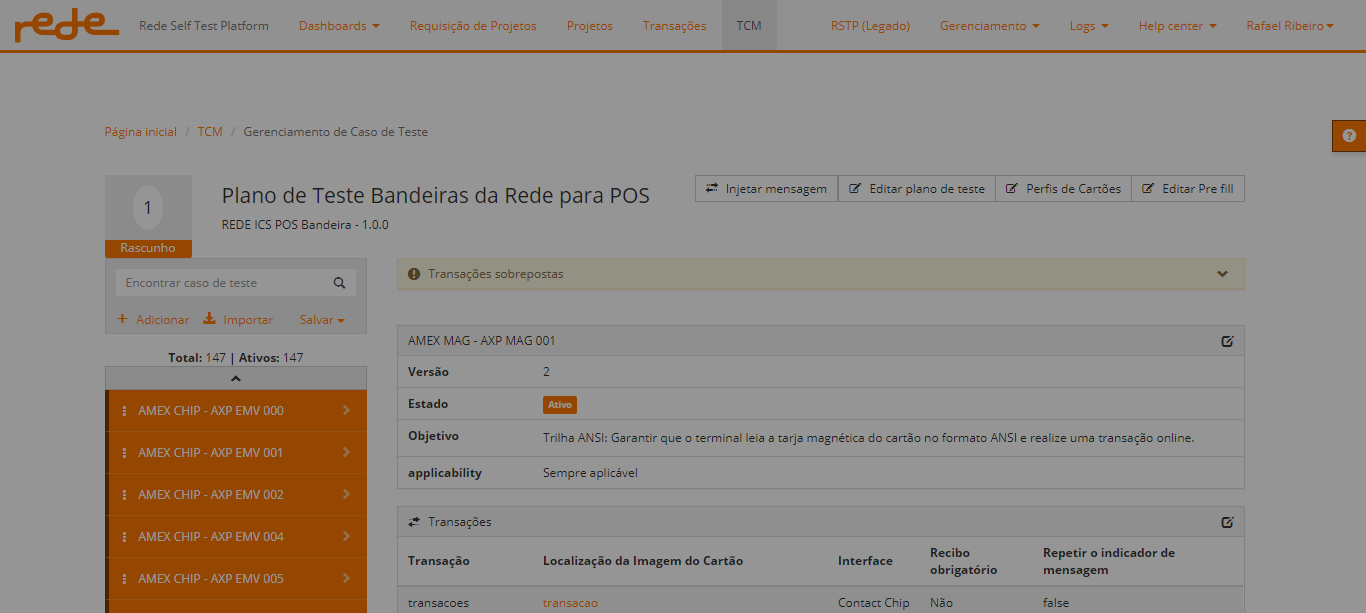 rede Rede Self Test Platform Dashboards Requisição de Projetos Projetos Transações TCM RSTP (Legado) Gerenciamento Logs Help center Rafael Ribeiro
Página inicial / TCM / Gerenciamento de Caso de Teste
1
Rascunho
Plano de Teste Bandeiras da Rede para POS
REDE ICS POS Bandeira - 1.0.0
Injetar mensagem Editar plano de teste Perfis de Cartões Editar Pre fill
Encontrar caso de teste
+ Adicionar Importar Salvar
Total: 147 | Ativos: 147
AMEX CHIP - AXP EMV 000
AMEX CHIP - AXP EMV 001
AMEX CHIP - AXP EMV 002
AMEX CHIP - AXP EMV 004
AMEX CHIP - AXP EMV 005
Transações sobrepostas
AMEX MAG - AXP MAG 001
Versão 2
Estado Ativo
Objetivo Trilha ANSI: Garantir que o terminal leia a tarja magnética do cartão no formato ANSI e realize uma transação online.
applicability Sempre aplicável
Transações
Transação Localização da Imagem do Cartão Interface Recibo obrigatório Repetir o indicador de mensagem
transacoes transacao Contact Chip Não false